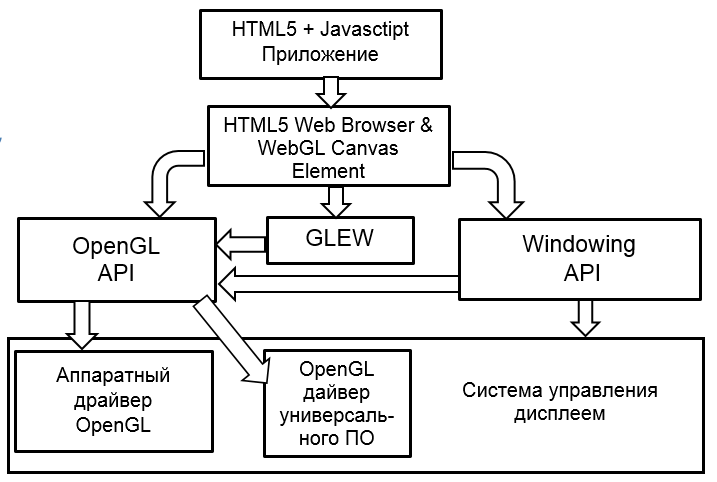 HTML5 + Javasctipt
Приложение
HTML5 Web Browser &
WebGL Canvas
Element
OpenGL
API
GLEW
Windowing
API
Аппаратный
драйвер
OpenGL
OpenGL
дайвер
универсаль-
ного ПО
Система управления
дисплеем